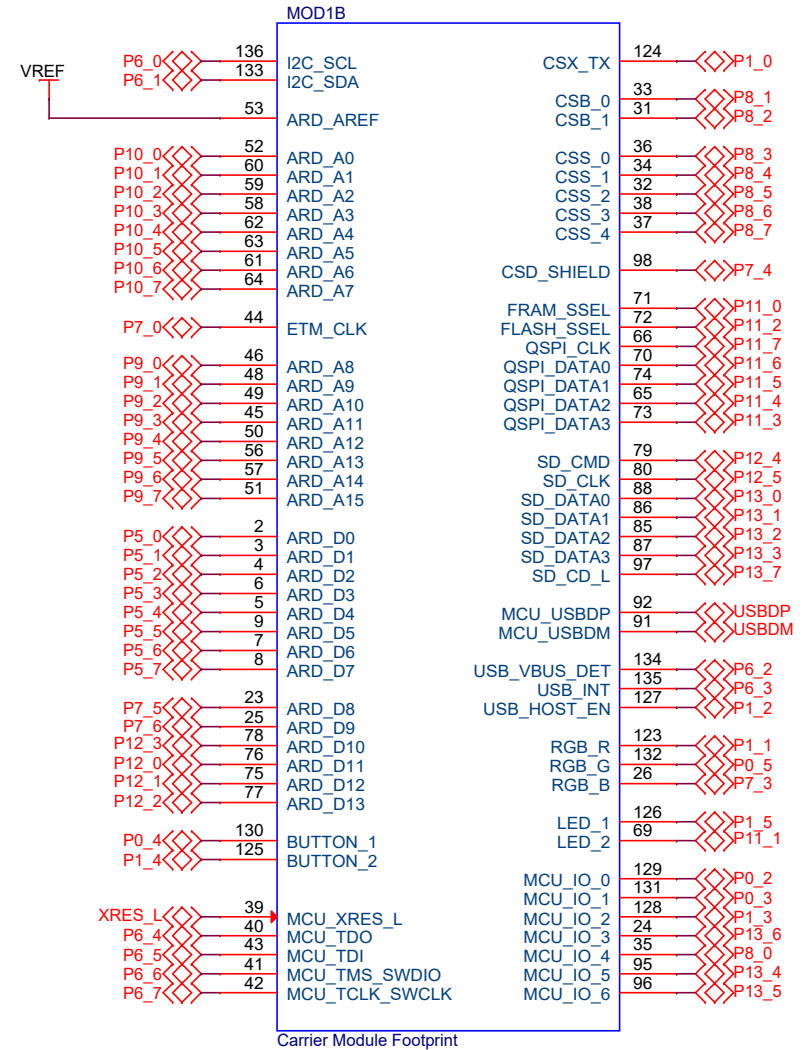 MOD1B
P6_0 136 I2C_SCL CSX_TX 124 P1_0
P6_1 133 I2C_SDA
VREF
CSB_0 33 P8_1
53 ARD_AREF CSB_1 31 P8_2
P10_0 52 ARD_A0 CSS_0 36 P8_3
P10_1 60 ARD_A1 CSS_1 34 P8_4
P10_2 59 ARD_A2 CSS_2 32 P8_5
P10_3 58 ARD_A3 CSS_3 38 P8_6
P10_4 62 ARD_A4 CSS_4 37 P8_7
P10_5 63 ARD_A5
P10_6 61 ARD_A6 CSD_SHIELD 98 P7_4
P10_7 64 ARD_A7
FRAM_SSEL 71 P11_0
P7_0 44 ETM_CLK FLASH_SSEL 72 P11_2
QSPI_CLK 66 P11_7
P9_0 46 ARD_A8 QSPI_DATA0 70 P11_6
P9_1 48 ARD_A9 QSPI_DATA1 74 P11_5
P9_2 49 ARD_A10 QSPI_DATA2 65 P11_4
P9_3 45 ARD_A11 QSPI_DATA3 73 P11_3
P9_4 50 ARD_A12
P9_5 56 ARD_A13 SD_CMD 79 P12_4
P9_6 57 ARD_A14 SD_CLK 80 P12_5
P9_7 51 ARD_A15 SD_DATA0 88 P13_0
SD_DATA1 86 P13_1
P5_0 2 ARD_D0 SD_DATA2 85 P13_2
P5_1 3 ARD_D1 SD_DATA3 87 P13_3
P5_2 4 ARD_D2 SD_CD_L 97 P13_7
P5_3 6 ARD_D3
P5_4 5 ARD_D4 MCU_USBDP 92 USBDP
P5_5 9 ARD_D5 MCU_USBDM 91 USBDM
P5_6 7 ARD_D6
P5_7 8 ARD_D7 USB_VBUS_DET 134 P6_2
USB_INT 135 P6_3
P7_5 23 ARD_D8 USB_HOST_EN 127 P1_2
P7_6 25 ARD_D9
P12_3 78 ARD_D10 RGB_R 123 P1_1
P12_0 76 ARD_D11 RGB_G 132 P0_5
P12_1 75 ARD_D12 RGB_B 26 P7_3
P12_2 77 ARD_D13
LED_1 126 P1_5
P0_4 130 BUTTON_1 LED_2 69 P11_1
P1_4 125 BUTTON_2
MCU_IO_0 129 P0_2
MCU_IO_1 131 P0_3
XRES_L 39 MCU_XRES_L MCU_IO_2 128 P1_3
P6_4 40 MCU_TDO MCU_IO_3 24 P13_6
P6_5 43 MCU_TDI MCU_IO_4 35 P8_0
P6_6 41 MCU_TMS_SWDIO MCU_IO_5 95 P13_4
P6_7 42 MCU_TCLK_SWCLK MCU_IO_6 96 P13_5
Carrier Module Footprint